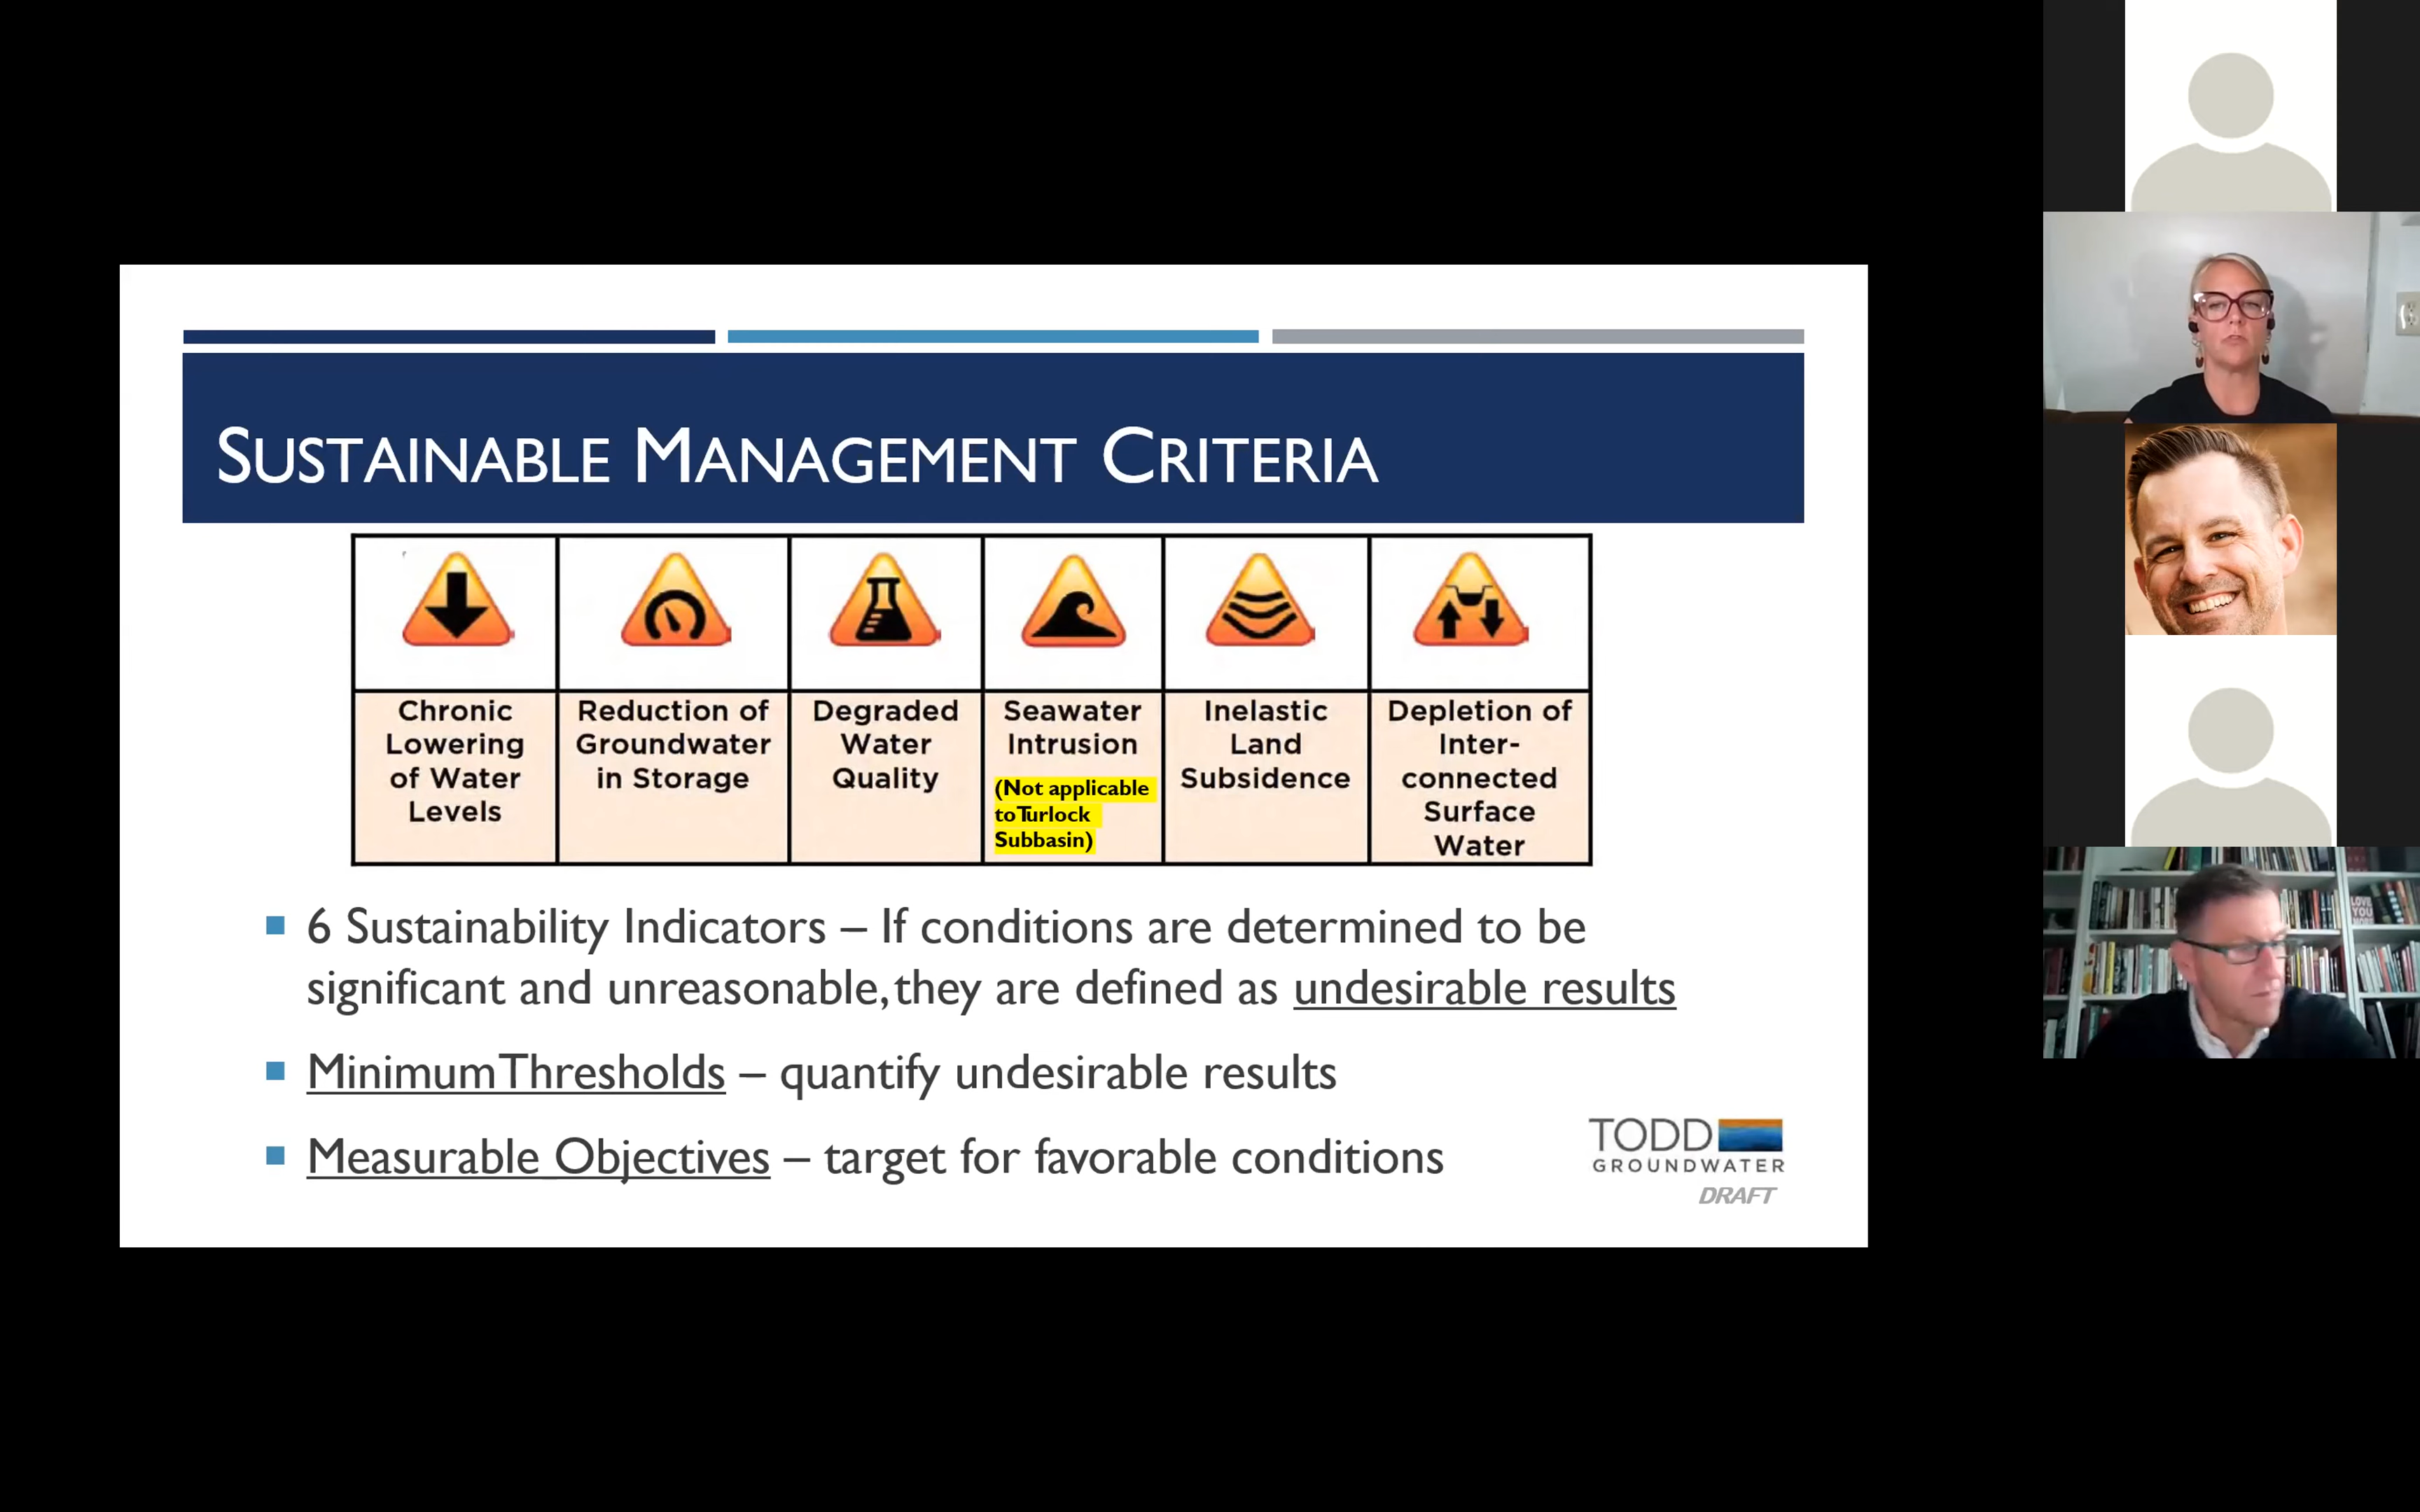 SUSTAINABLE MANAGEMENT CRITERIA
Chronic
Lowering
of Water
Levels
Reduction of
Groundwater
in Storage
Degraded
Water
Quality
Seawater
Intrusion
(Not applicable
to Turlock
Subbasin)
Inelastic
Land
Subsidence
Depletion of
Inter-
connected
Surface
Water
6 Sustainability Indicators – If conditions are determined to be
significant and unreasonable, they are defined as undesirable results
Minimum Thresholds – quantify undesirable results
Measurable Objectives – target for favorable conditions
TODD
GROUNDWATER
DRAFT
LOVE
YOU